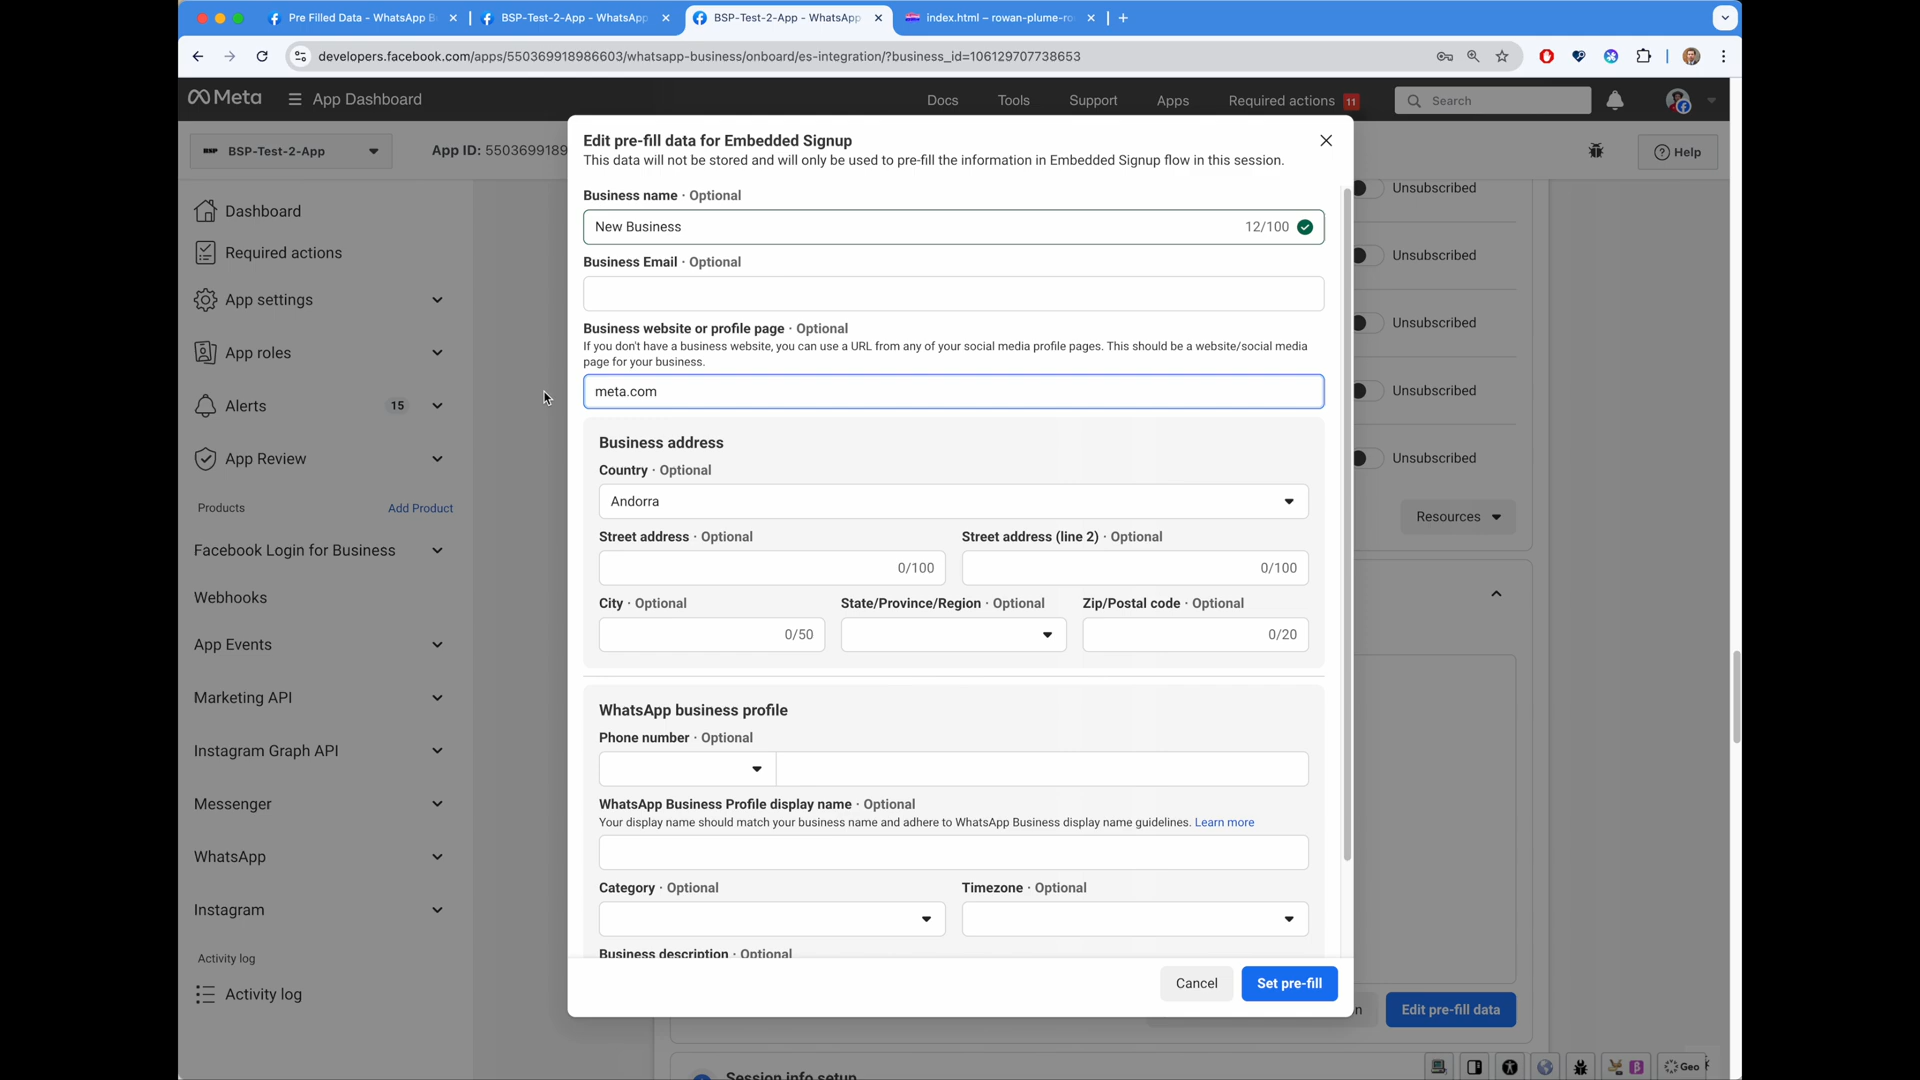 Pre Filled Data - WhatsApp B
BSP-Test-2-App - WhatsApp
BSP-Test-2-App - WhatsApp
index.html – rowan-plume-ro
developers.facebook.com/apps/550369918986603/whatsapp-business/onboard/es-integration/?business_id=106129707738653
Meta
App Dashboard
Docs
Tools
Support
Apps
Required actions 11
Search
BSP-Test-2-App
App ID: 5503699189
Help
Dashboard
Required actions
App settings
App roles
Alerts 15
App Review
Products Add Product
Facebook Login for Business
Webhooks
App Events
Marketing API
Instagram Graph API
Messenger
WhatsApp
Instagram
Activity log
Activity log
Edit pre-fill data for Embedded Signup
This data will not be stored and will only be used to pre-fill the information in Embedded Signup flow in this session.
Business name · Optional
New Business 12/100
Business Email · Optional
Business website or profile page · Optional
If you don't have a business website, you can use a URL from any of your social media profile pages. This should be a website/social media
page for your business.
meta.com
Business address
Country · Optional
Andorra
Street address · Optional
Street address (line 2) · Optional
0/100
0/100
City · Optional
State/Province/Region · Optional
Zip/Postal code · Optional
0/50
0/20
WhatsApp business profile
Phone number · Optional
WhatsApp Business Profile display name · Optional
Your display name should match your business name and adhere to WhatsApp Business display name guidelines. Learn more
Category · Optional
Timezone · Optional
Business description · Optional
Cancel
Set pre-fill
Unsubscribed
Unsubscribed
Unsubscribed
Unsubscribed
Unsubscribed
Resources
n
Edit pre-fill data
Session info setup
Geo